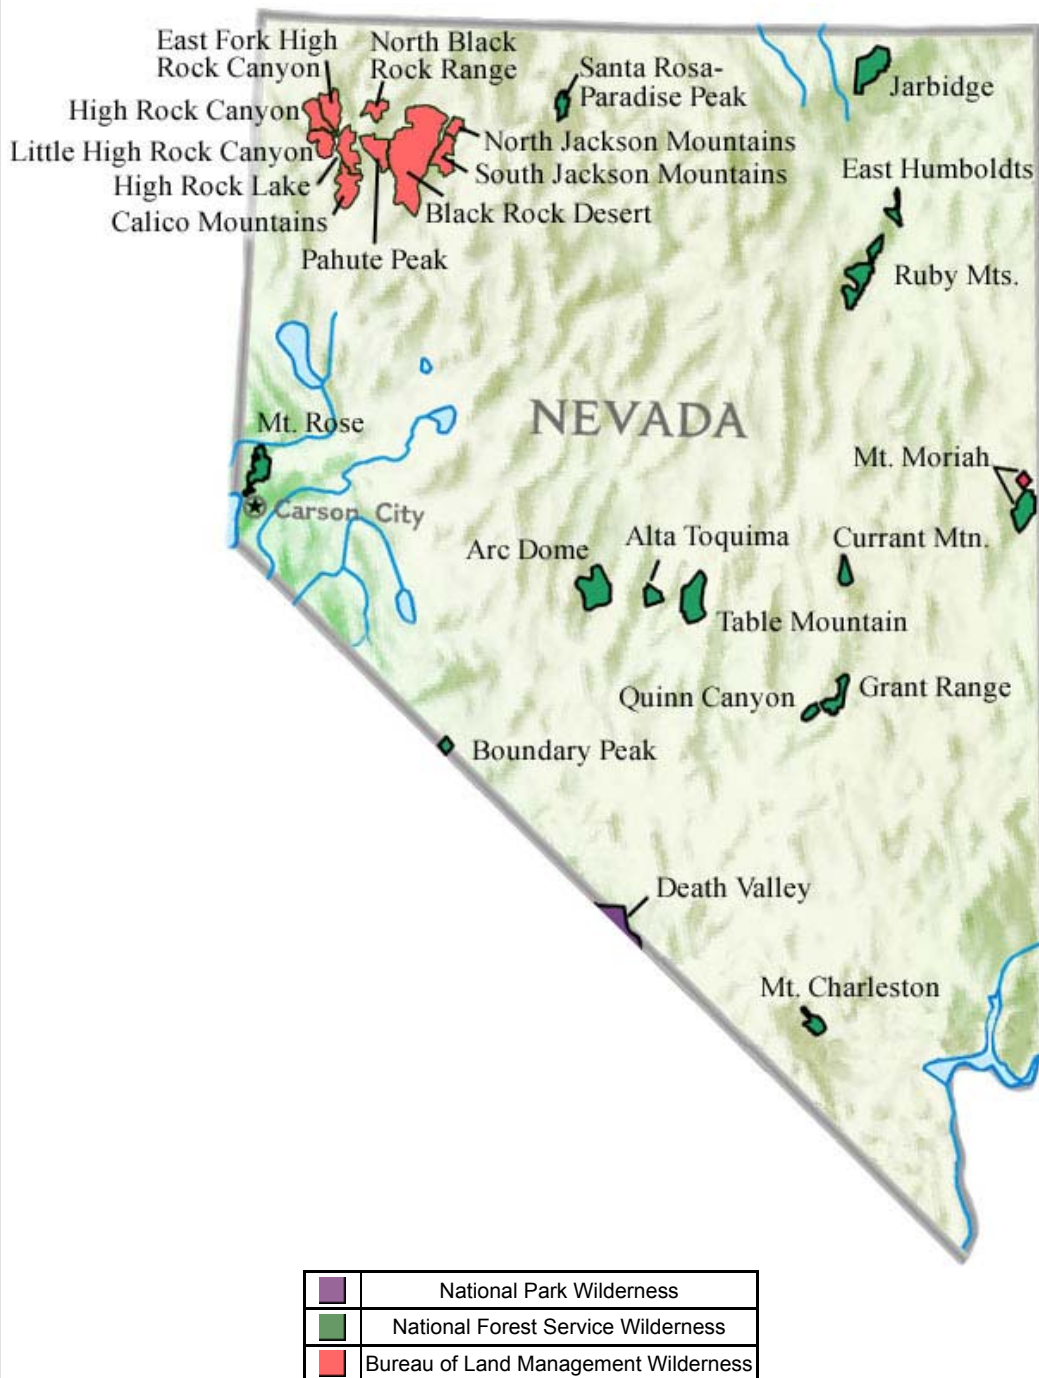 East Fork High
Rock Canyon
North Black
Rock Range
Santa Rosa-
Paradise Peak
Jarbidge
High Rock Canyon
North Jackson Mountains
Little High Rock Canyon
South Jackson Mountains
East Humboldts
High Rock Lake
Calico Mountains
Black Rock Desert
Pahute Peak
Ruby Mts.
NEVADA
Mt. Rose
Mt. Moriah
Carson City
Arc Dome
Alta Toquima
Currant Mtn.
Table Mountain
Quinn Canyon
Grant Range
Boundary Peak
Death Valley
Mt. Charleston
National Park Wilderness
National Forest Service Wilderness
Bureau of Land Management Wilderness